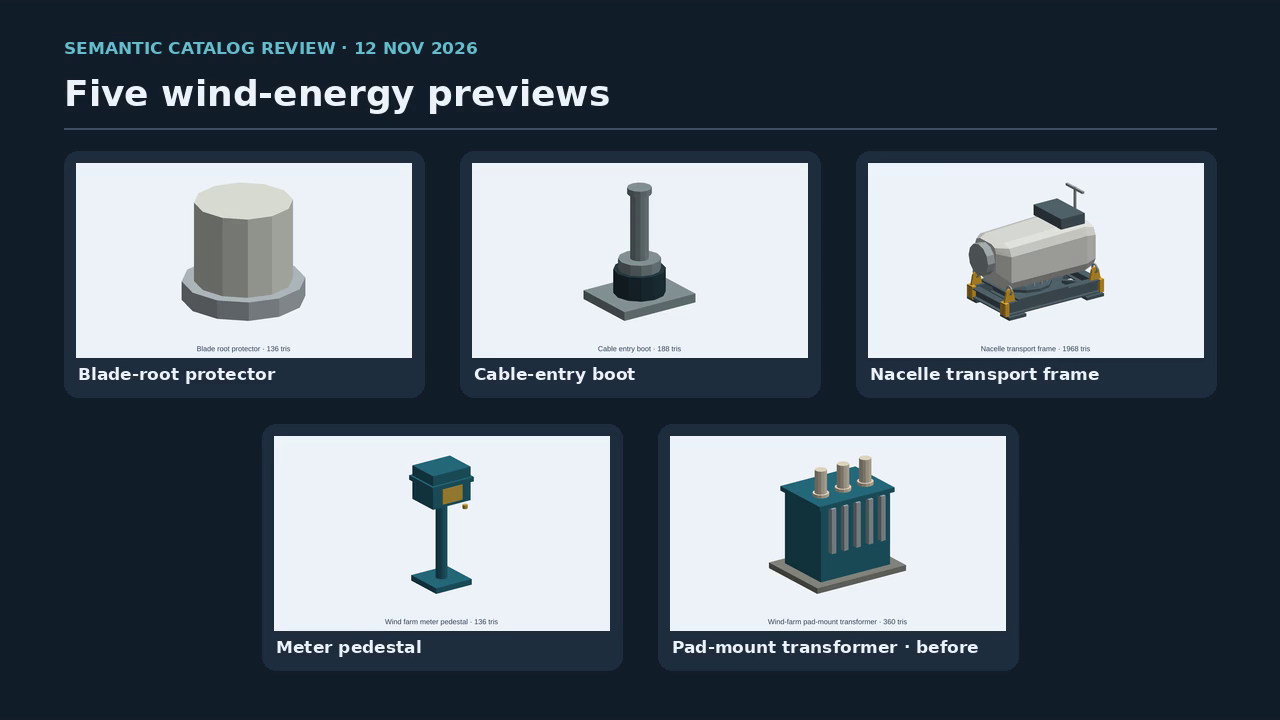 SEMANTIC CATALOG REVIEW · 12 NOV 2026
Five wind-energy previews
Blade root protector · 136 tris
Blade-root protector
Cable entry boot · 188 tris
Cable-entry boot
Nacelle transport frame · 1968 tris
Nacelle transport frame
Wind farm meter pedestal · 136 tris
Meter pedestal
Wind-farm pad-mount transformer · 360 tris
Pad-mount transformer · before